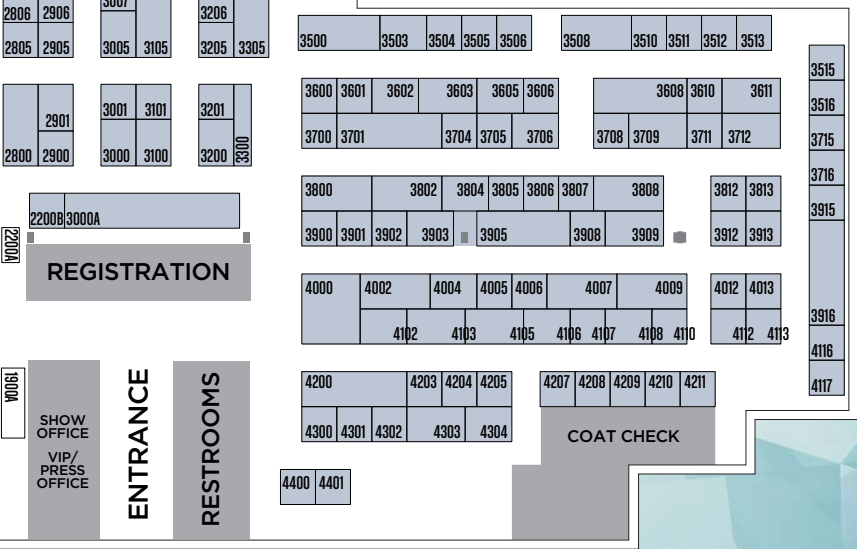 2806 2906 3007 3206
2805 2905 3005 3105 3205 3305
3500 3503 3504 3505 3506 3508 3510 3511 3512 3513
3515
3516
3715
3716
3915
3916
4116
4117
2901 3001 3101 3201
2800 2900 3000 3100 3200 3300
3600 3601 3602 3603 3605 3606 3608 3610 3611
3700 3701 3704 3705 3706 3708 3709 3711 3712
3800 3802 3804 3805 3806 3807 3808 3812 3813
3900 3901 3902 3903 3905 3908 3909 3912 3913
2200B 3000A
2200A
REGISTRATION
4000 4002 4004 4005 4006 4007 4009 4012 4013
4102 4103 4105 4106 4107 4108 4110 4112 4113
1900A
SHOW
OFFICE
VIP/
PRESS
OFFICE
ENTRANCE
RESTROOMS
4200 4203 4204 4205 4207 4208 4209 4210 4211
4300 4301 4302 4303 4304
COAT CHECK
4400 4401